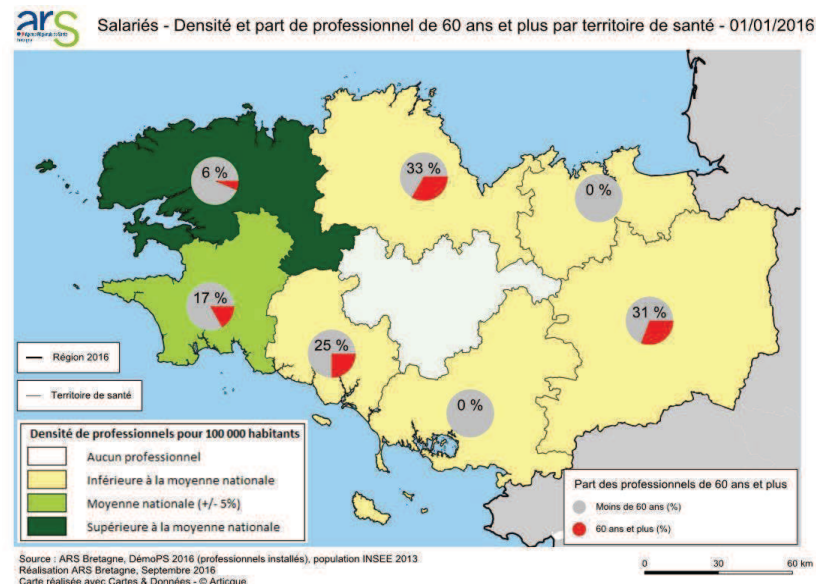 ars
Salariés - Densité et part de professionnel de 60 ans et plus par territoire de santé - 01/01/2016
6 %
33 %
0 %
17 %
31 %
25 %
0 %
Région 2016
Territoire de santé
Densité de professionnels pour 100 000 habitants
Aucun professionnel
Inférieure à la moyenne nationale
Moyenne nationale (+/- 5%)
Supérieure à la moyenne nationale
Part des professionnels de 60 ans et plus
Moins de 60 ans (%)
60 ans et plus (%)
Source : ARS Bretagne, DémoPS 2016 (professionnels installés), population INSEE 2013
Réalisation ARS Bretagne, Septembre 2016
Carte réalisée avec Cartes & Données - © Articque
0 30 60 km